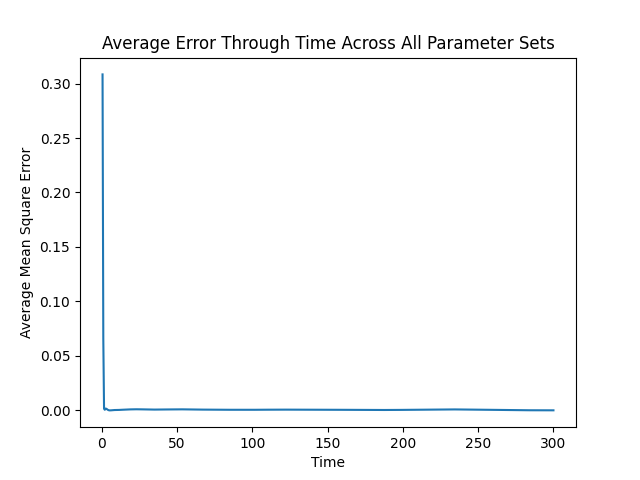 Average Error Through Time Across All Parameter Sets
0.30
0.25
0.20
0.15
0.10
0.05
0.00
Average Mean Square Error
0 50 100 150 200 250 300
Time